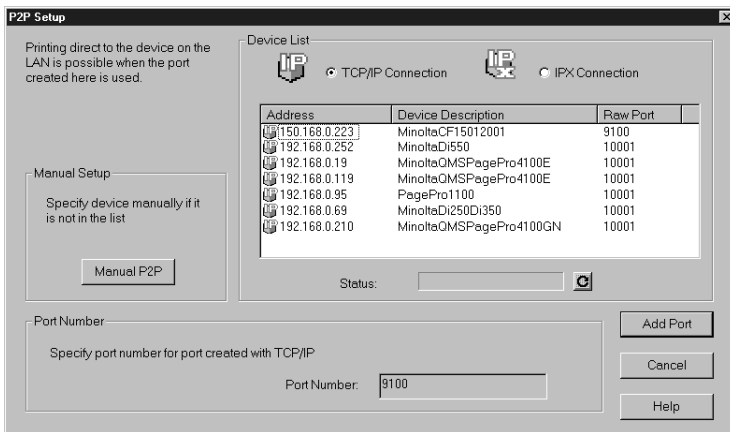 P2P Setup
Printing direct to the device on the
LAN is possible when the port
created here is used.
Device List
IP
TCP/IP Connection
IP
IPX Connection
Address Device Description Raw Port
150.168.0.223 MinoltaCF15012001 9100
192.168.0.252 MinoltaDi550 10001
192.168.0.19 MinoltaQMSPagePro4100E 10001
192.168.0.119 MinoltaQMSPagePro4100E 10001
192.168.0.95 PagePro1100 10001
192.168.0.69 MinoltaDi250Di350 10001
192.168.0.210 MinoltaQMSPagePro4100GN 10001
Manual Setup
Specify device manually if it
is not in the list
Manual P2P
Status:
Port Number
Specify port number for port created with TCP/IP
Port Number: 9100
Add Port
Cancel
Help